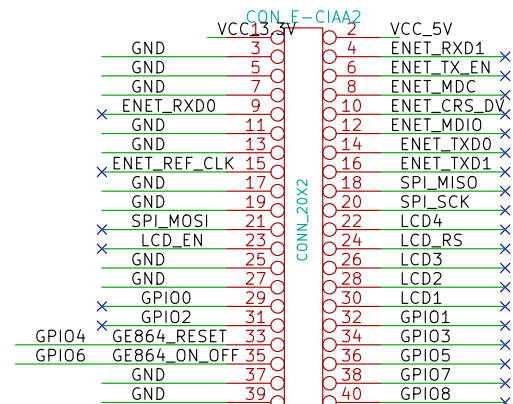 CON_E-CIAA2
VCC_3.3V 1 2 VCC_5V
GND 3 4 ENET_RXD1
GND 5 6 ENET_TX_EN
GND 7 8 ENET_MDC
ENET_RXD0 9 10 ENET_CRS_DV
GND 11 12 ENET_MDIO
GND 13 14 ENET_TXD0
ENET_REF_CLK 15 16 ENET_TXD1
GND 17 18 SPI_MISO
GND 19 20 SPI_SCK
SPI_MOSI 21 22 LCD4
LCD_EN 23 24 LCD_RS
GND 25 26 LCD3
GND 27 28 LCD2
GPIO0 29 30 LCD1
GPIO2 31 32 GPIO1
GPIO4 GE864_RESET 33 34 GPIO3
GPIO6 GE864_ON_OFF 35 36 GPIO5
GND 37 38 GPIO7
GND 39 40 GPIO8
CONN_20X2